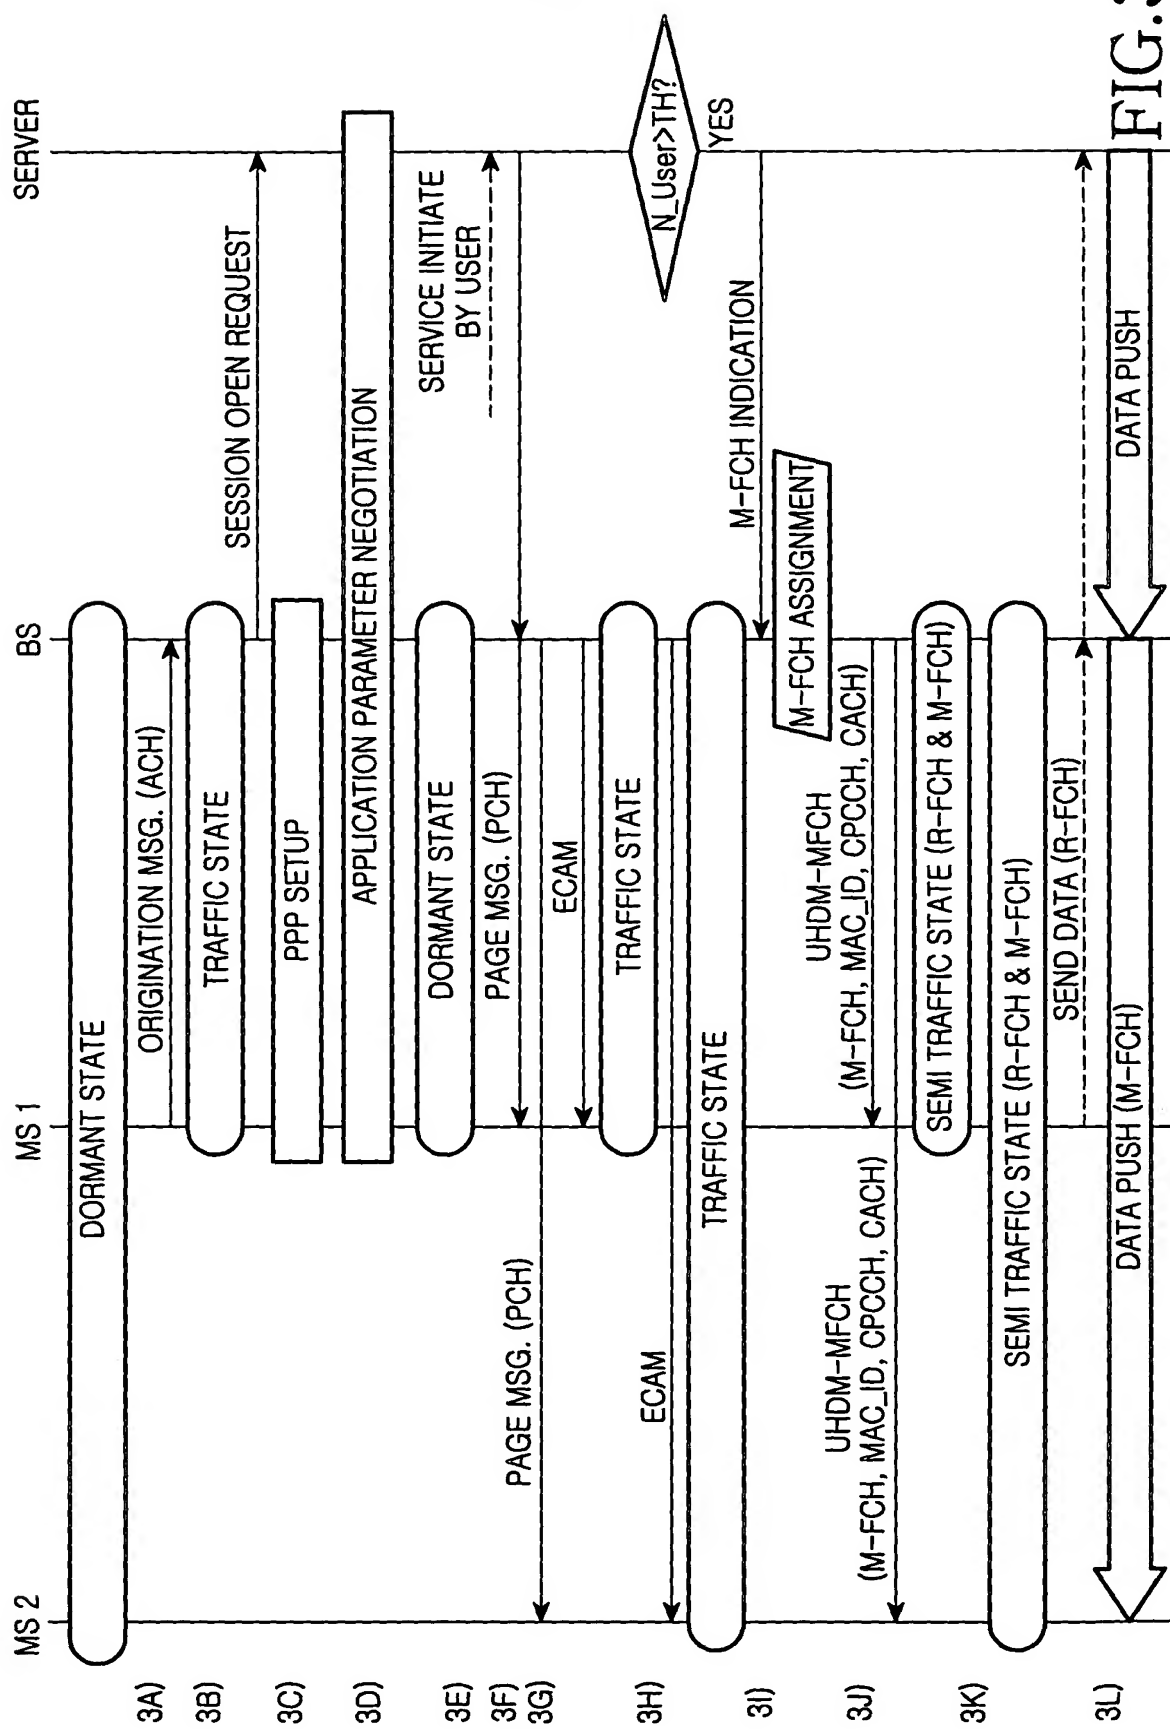 MS 2
MS 1
BS
SERVER
DORMANT STATE
3A)
ORIGINATION MSG. (ACH)
3B)
TRAFFIC STATE
SESSION OPEN REQUEST
3C)
PPP SETUP
3D)
APPLICATION PARAMETER NEGOTIATION
3E)
DORMANT STATE
SERVICE INITIATE
BY USER
3F)
PAGE MSG. (PCH)
3G)
PAGE MSG. (PCH)
ECAM
3H)
TRAFFIC STATE
N_User>TH?
ECAM
YES
TRAFFIC STATE
3I)
M-FCH INDICATION
M-FCH ASSIGNMENT
3J)
UHDM-MFCH
(M-FCH, MAC_ID, CPCCH, CACH)
UHDM-MFCH
(M-FCH, MAC_ID, CPCCH, CACH)
3K)
SEMI TRAFFIC STATE (R-FCH & M-FCH)
SEMI TRAFFIC STATE (R-FCH & M-FCH)
SEND DATA (R-FCH)
3L)
DATA PUSH (M-FCH)
DATA PUSH
FIG.3